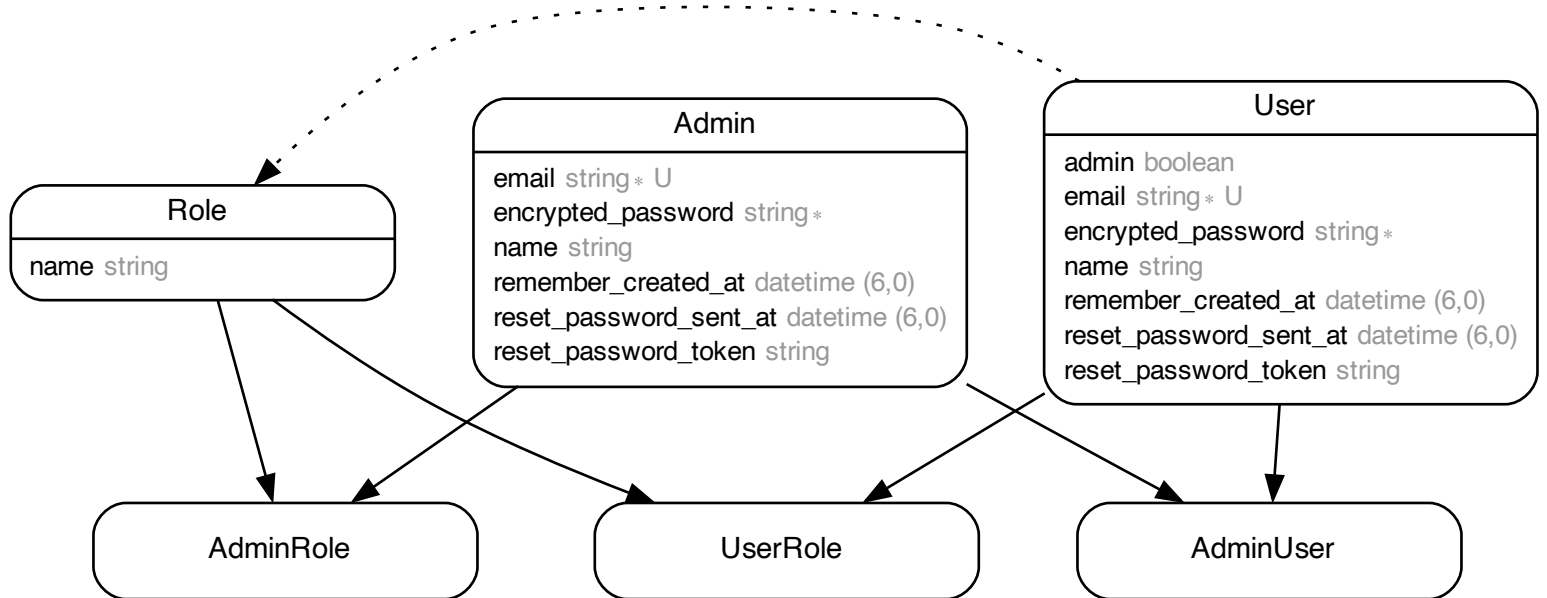 Role
name string
Admin
email string* U
encrypted_password string*
name string
remember_created_at datetime (6,0)
reset_password_sent_at datetime (6,0)
reset_password_token string
User
admin boolean
email string* U
encrypted_password string*
name string
remember_created_at datetime (6,0)
reset_password_sent_at datetime (6,0)
reset_password_token string
AdminRole
UserRole
AdminUser